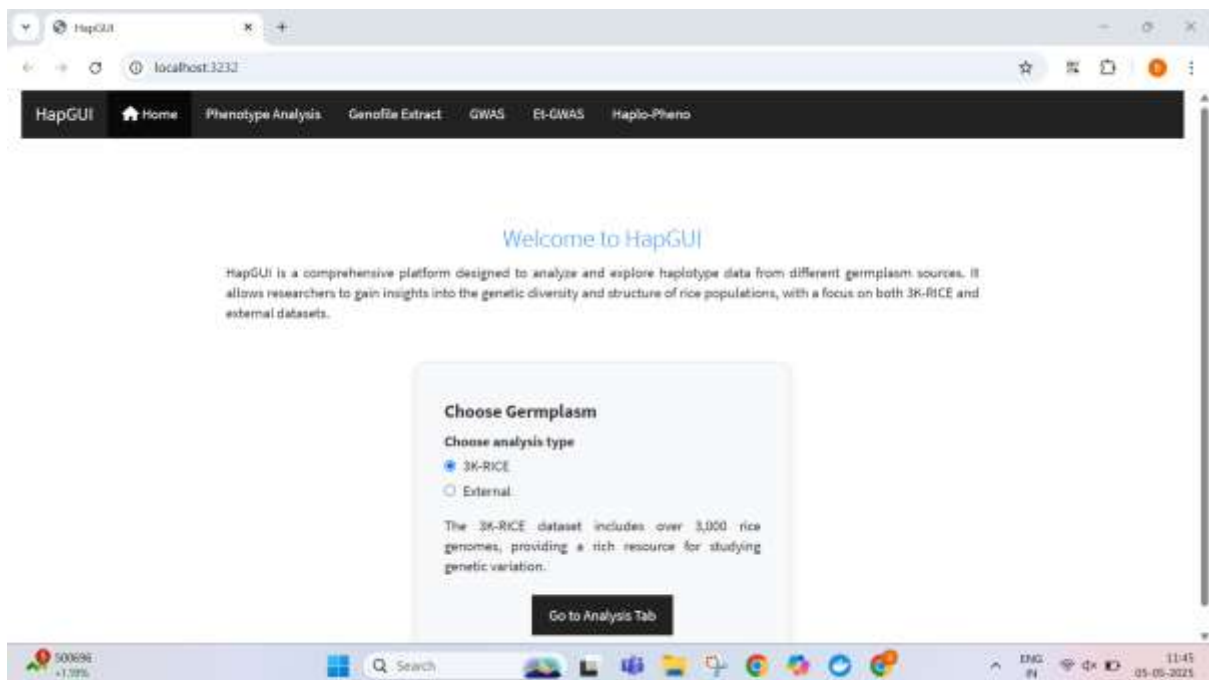 HapGUI
localhost:3232
HapGUI Home Phenotype Analysis Genofile Extract GWAS Et-GWAS Haplo-Pheno
Welcome to HapGUI
HapGUI is a comprehensive platform designed to analyze and explore haplotype data from different germplasm sources. It
allows researchers to gain insights into the genetic diversity and structure of rice populations, with a focus on both 3K-RICE and
external datasets.
Choose Germplasm
Choose analysis type
3K-RICE
External
The 3K-RICE dataset includes over 3,000 rice
genomes, providing a rich resource for studying
genetic variation.
Go to Analysis Tab
500696
+1.59%
Search
ENG
IN
11:45
05-05-2025